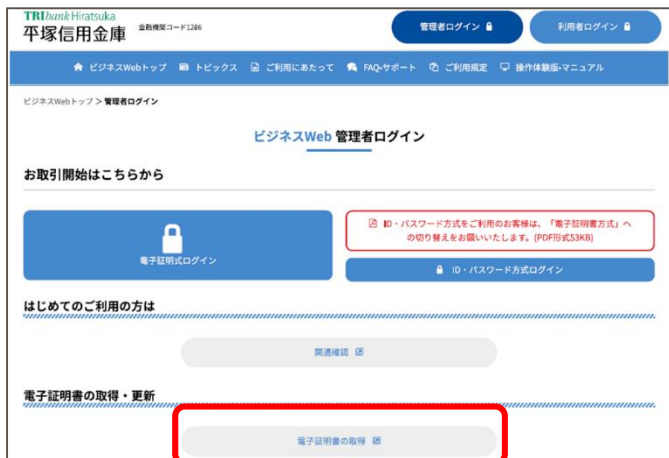 TRIbank Hiratsuka
平塚信用金庫 金融機関コード1286
管理者ログイン
利用者ログイン
ビジネスWebトップ トピックス ご利用にあたって FAQ・サポート ご利用規定 操作体験版・マニュアル
ビジネスWebトップ > 管理者ログイン
ビジネスWeb 管理者ログイン
お取引開始はこちらから
電子証明式ログイン
ID・パスワード方式をご利用のお客様は、「電子証明書方式」へ
の切り替えをお願いいたします。(PDF形式53KB)
ID・パスワード方式ログイン
はじめてのご利用の方は
開通確認
電子証明書の取得・更新
電子証明書の取得